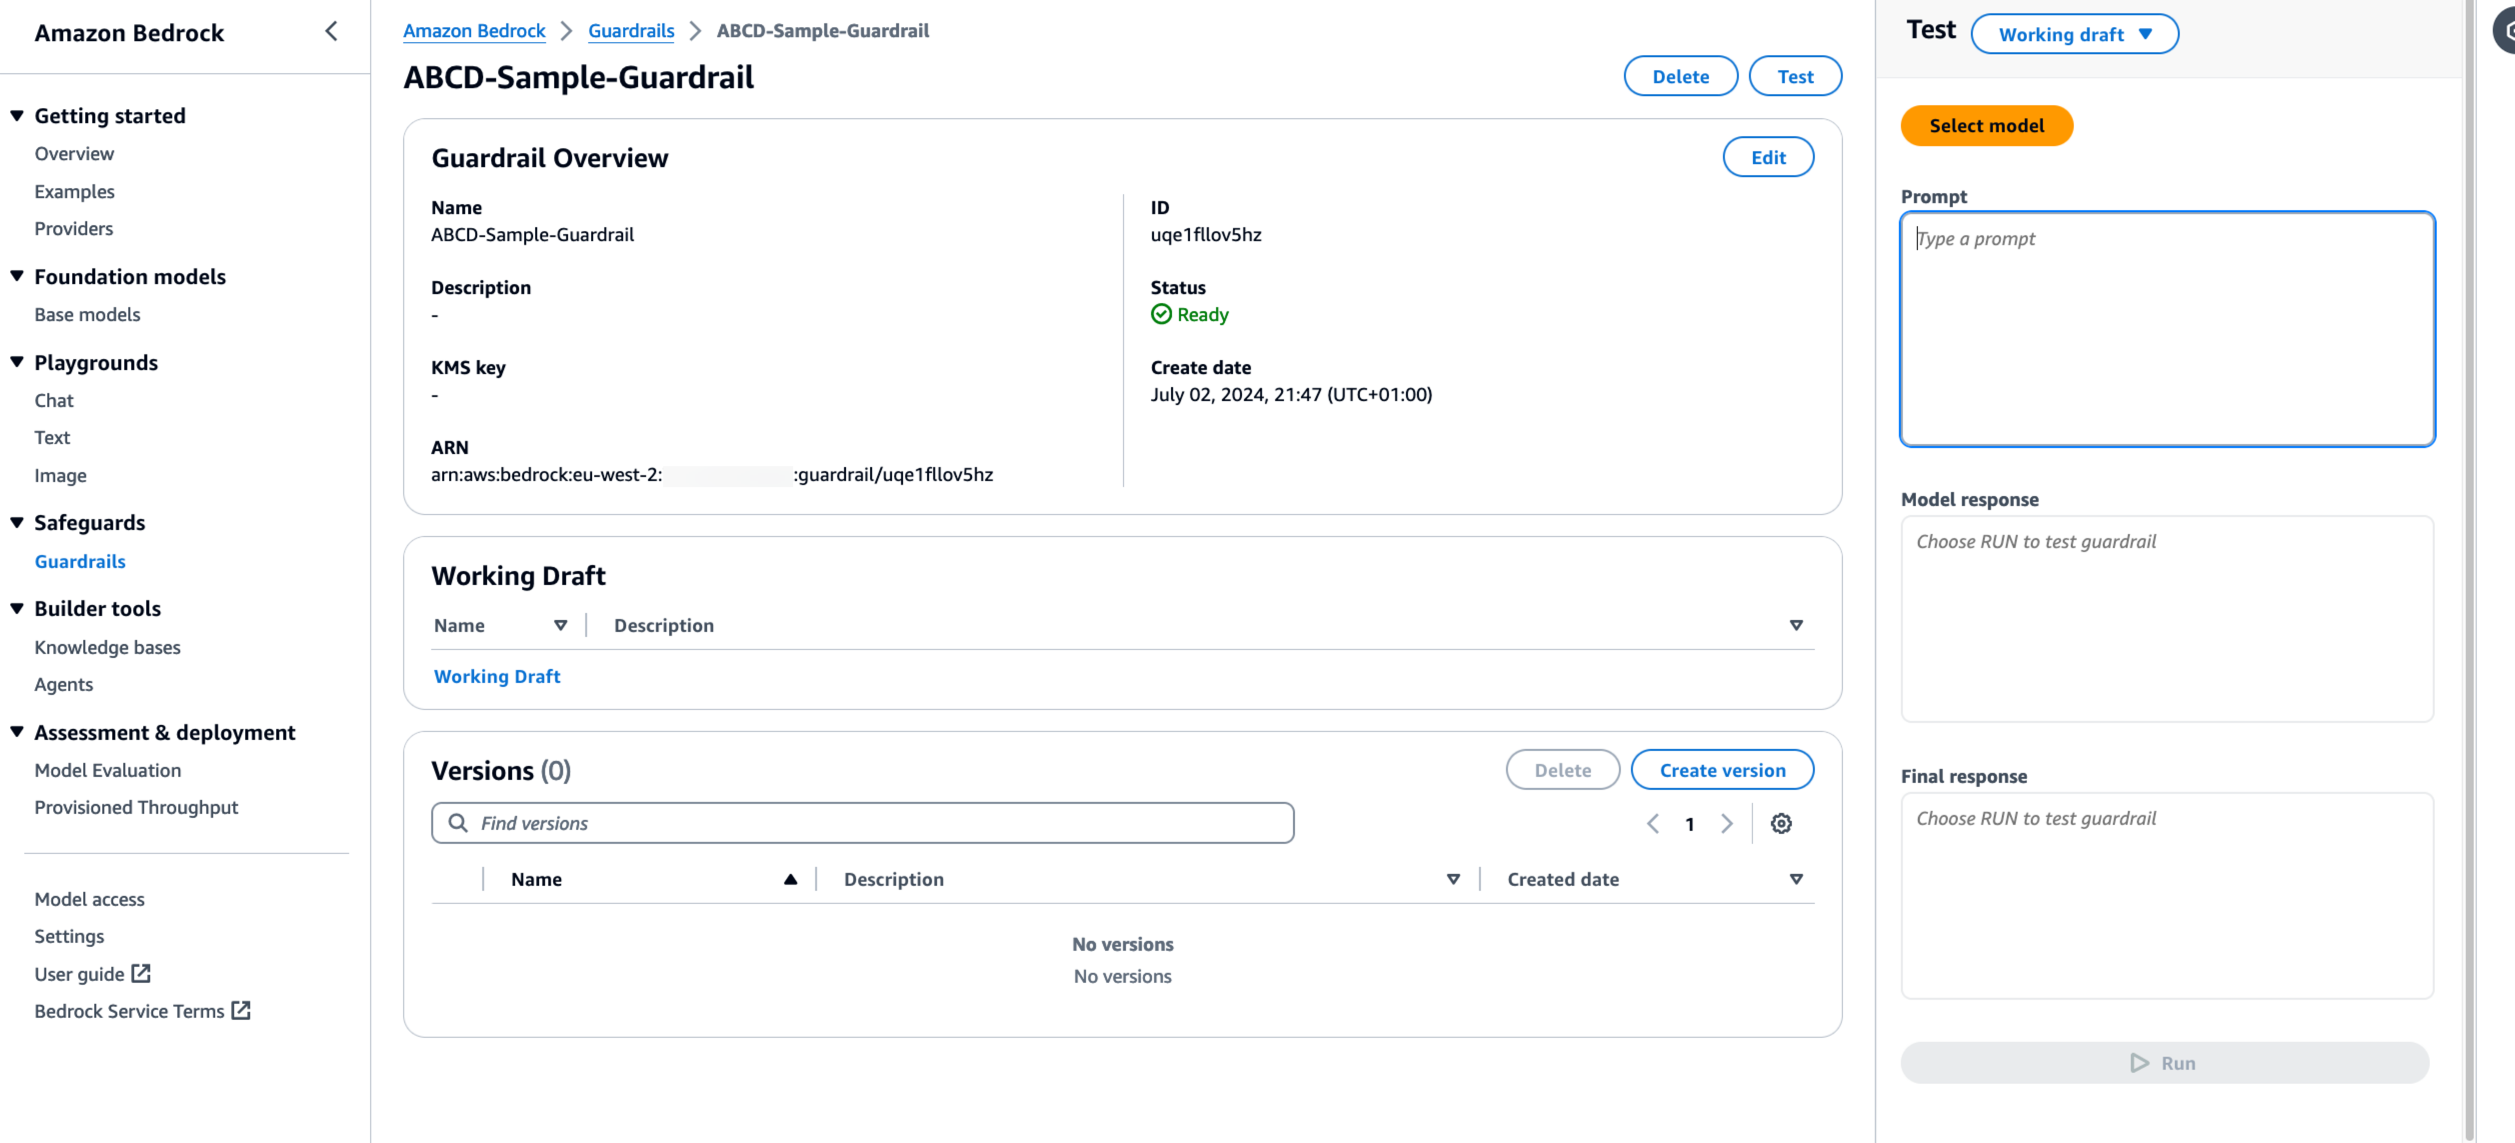 Amazon Bedrock
Getting started
Overview
Examples
Providers
Foundation models
Base models
Playgrounds
Chat
Text
Image
Safeguards
Guardrails
Builder tools
Knowledge bases
Agents
Assessment & deployment
Model Evaluation
Provisioned Throughput
Model access
Settings
User guide
Bedrock Service Terms
Amazon Bedrock > Guardrails > ABCD-Sample-Guardrail
ABCD-Sample-Guardrail
Delete
Test
Guardrail Overview
Edit
Name
ABCD-Sample-Guardrail
Description
-
KMS key
-
ARN
arn:aws:bedrock:eu-west-2: :guardrail/uqe1fllov5hz
ID
uqe1fllov5hz
Status
Ready
Create date
July 02, 2024, 21:47 (UTC+01:00)
Working Draft
Name Description
Working Draft
Versions (0)
Delete
Create version
Find versions
1
Name Description Created date
No versions
No versions
Test
Working draft
Select model
Prompt
Type a prompt
Model response
Choose RUN to test guardrail
Final response
Choose RUN to test guardrail
Run